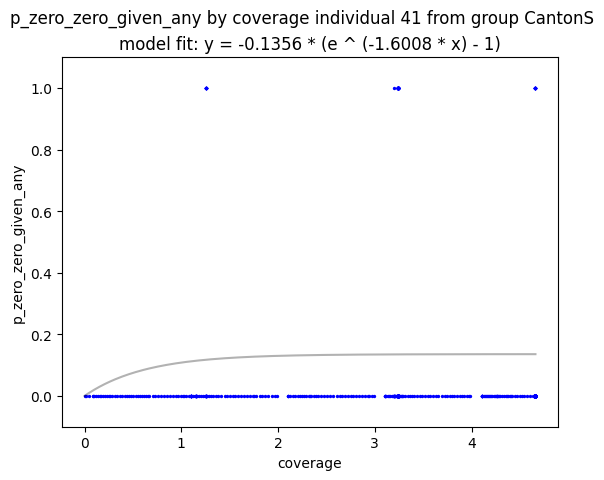 p_zero_zero_given_any by coverage individual 41 from group CantonS
model fit: y = -0.1356 * (e ^ (-1.6008 * x) - 1)
1.0
0.8
0.6
0.4
0.2
0.0
p_zero_zero_given_any
0 1 2 3 4
coverage